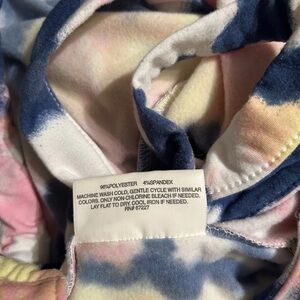 96%POLYESTER 4%SPANDEX
MACHINE WASH COLD, GENTLE CYCLE WITH SIMILAR
COLORS. ONLY NON-CHLORINE BLEACH IF NEEDED.
LAY FLAT TO DRY. COOL IRON IF NEEDED.
RN# 67227